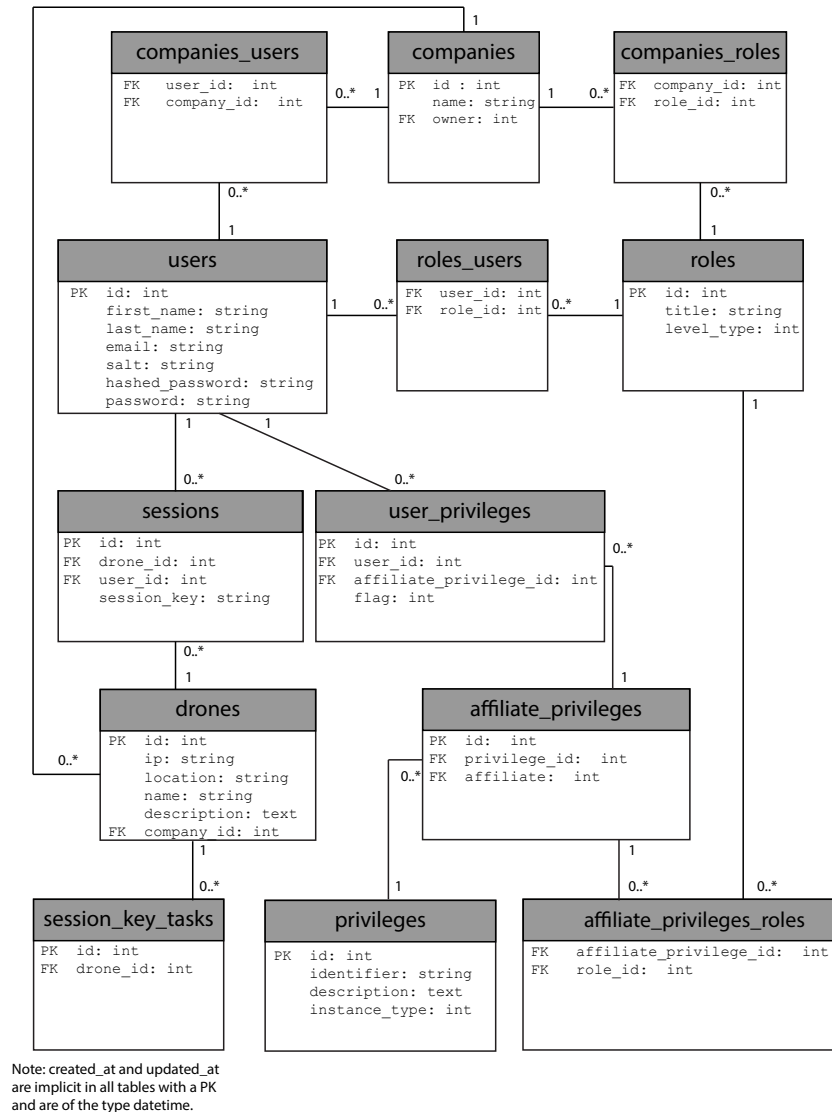 1
companies_users
FK user_id: int
FK company_id: int
0..* 1
companies
PK id : int
name: string
FK owner: int
1 0..*
companies_roles
FK company_id: int
FK role_id: int
0..*
1
0..*
1
users
PK id: int
first_name: string
last_name: string
email: string
salt: string
hashed_password: string
password: string
1 0..*
roles_users
FK user_id: int
FK role_id: int
0..* 1
roles
PK id: int
title: string
level_type: int
1
0..*
1
0..*
1
sessions
PK id: int
FK drone_id: int
FK user_id: int
session_key: string
user_privileges
PK id: int
FK user_id: int
FK affiliate_privilege_id: int
flag: int
0..*
1
0..*
1
drones
PK id: int
ip: string
location: string
name: string
description: text
FK company_id: int
0..*
affiliate_privileges
PK id: int
FK privilege_id: int
FK affiliate: int
0..*
1
0..*
1
1
0..*
0..*
session_key_tasks
PK id: int
FK drone_id: int
privileges
PK id: int
identifier: string
description: text
instance_type: int
affiliate_privileges_roles
FK affiliate_privilege_id: int
FK role_id: int
Note: created_at and updated_at
are implicit in all tables with a PK
and are of the type datetime.